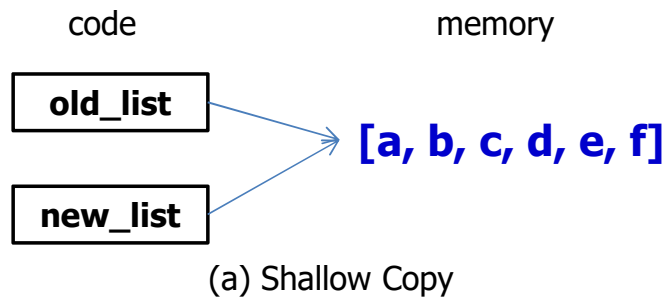 code memory
old_list
[a, b, c, d, e, f]
new_list
(a) Shallow Copy